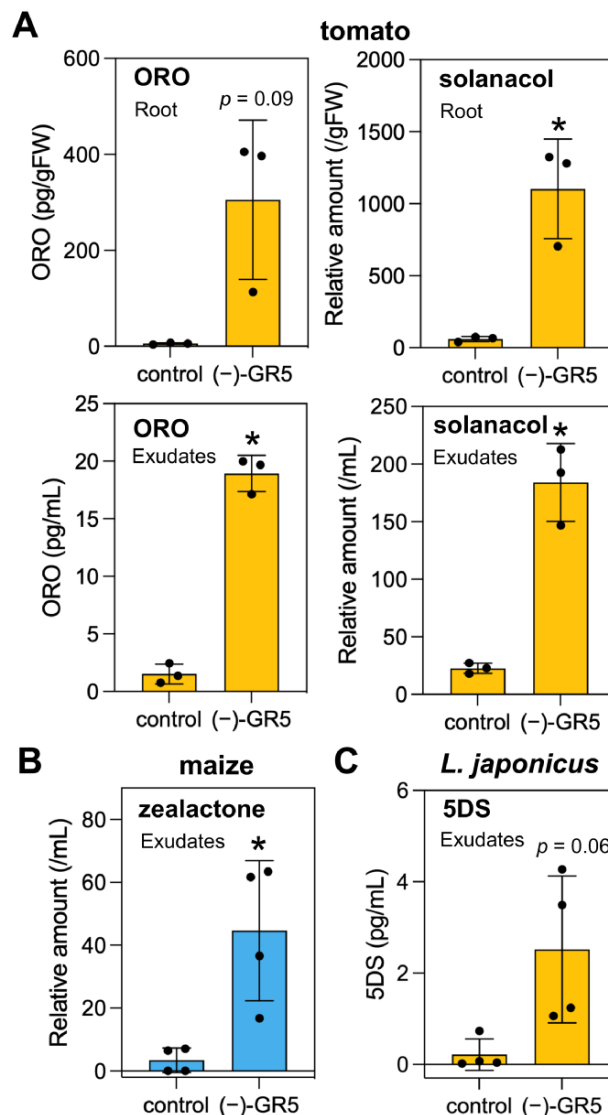 A
tomato
ORO
Root
p = 0.09
ORO (pg/gFW)
600
400
200
0
control (−)-GR5
solanacol
Root
*
Relative amount (/gFW)
2000
1500
1000
500
0
control (−)-GR5
ORO
Exudates
*
ORO (pg/mL)
25
20
15
10
5
0
control (−)-GR5
solanacol
Exudates
*
Relative amount (/mL)
250
200
150
100
50
0
control (−)-GR5
B
maize
zealactone
Exudates
*
Relative amount (/mL)
80
60
40
20
0
control (−)-GR5
C
L. japonicus
5DS
Exudates
p = 0.06
5DS (pg/mL)
6
4
2
0
control (−)-GR5